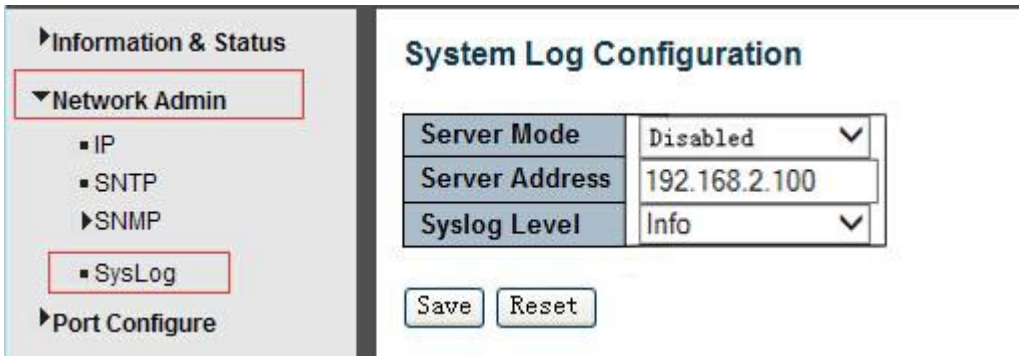 Information & Status
Network Admin
IP
SNTP
SNMP
SysLog
Port Configure
System Log Configuration
Server Mode Disabled
Server Address 192.168.2.100
Syslog Level Info
Save Reset